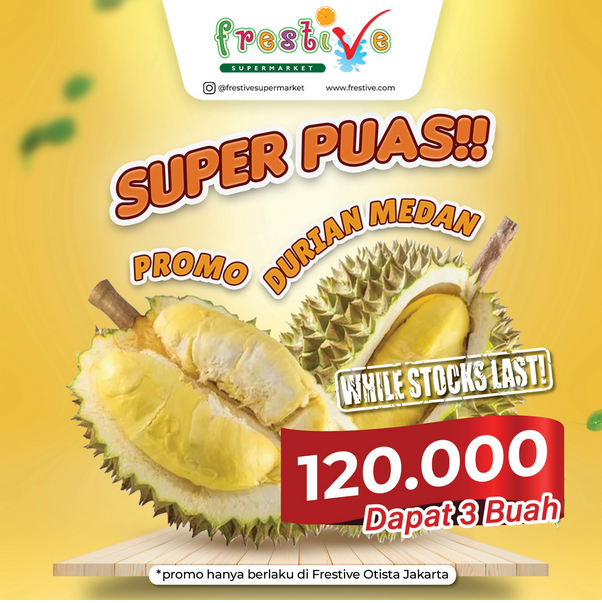 frestive
SUPERMARKET
@frestivesupermarket www.frestive.com
SUPER PUAS!!
PROMO DURIAN MEDAN
WHILE STOCKS LAST!
120.000
Dapat 3 Buah
*promo hanya berlaku di Frestive Otista Jakarta